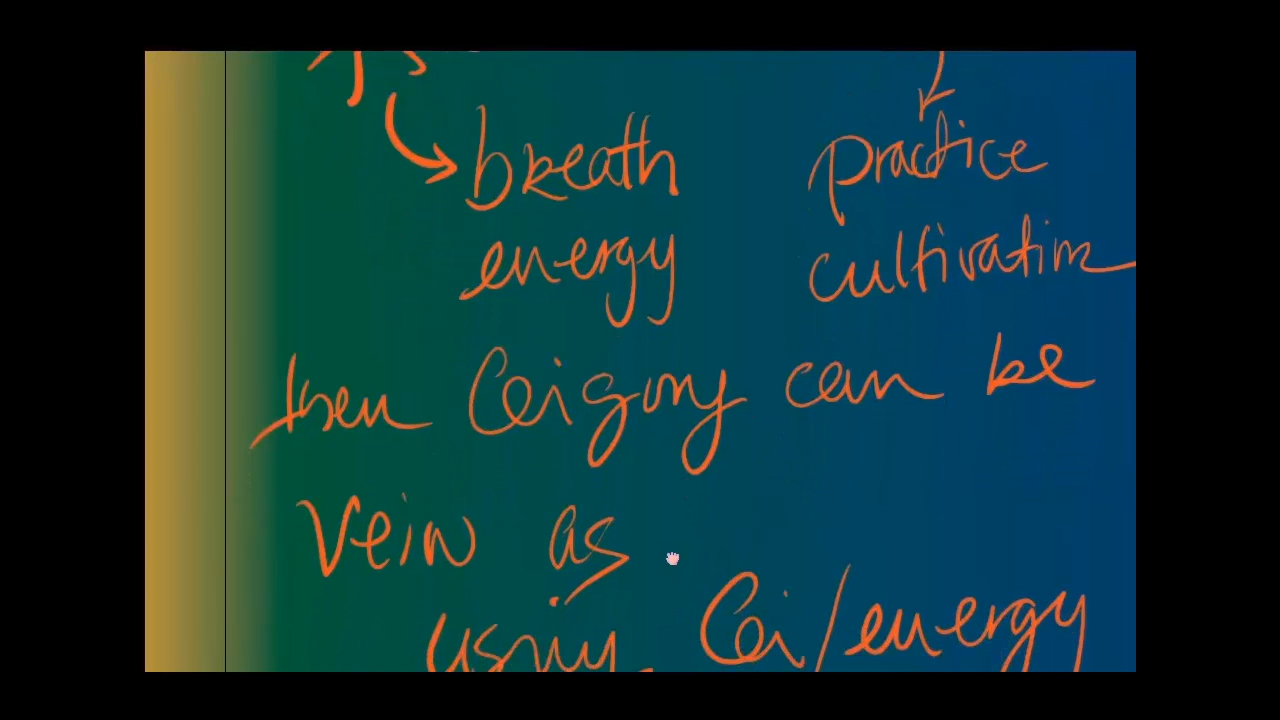 breath practice
energy cultivation
then Qigong can be
Vein as
using Qi/energy